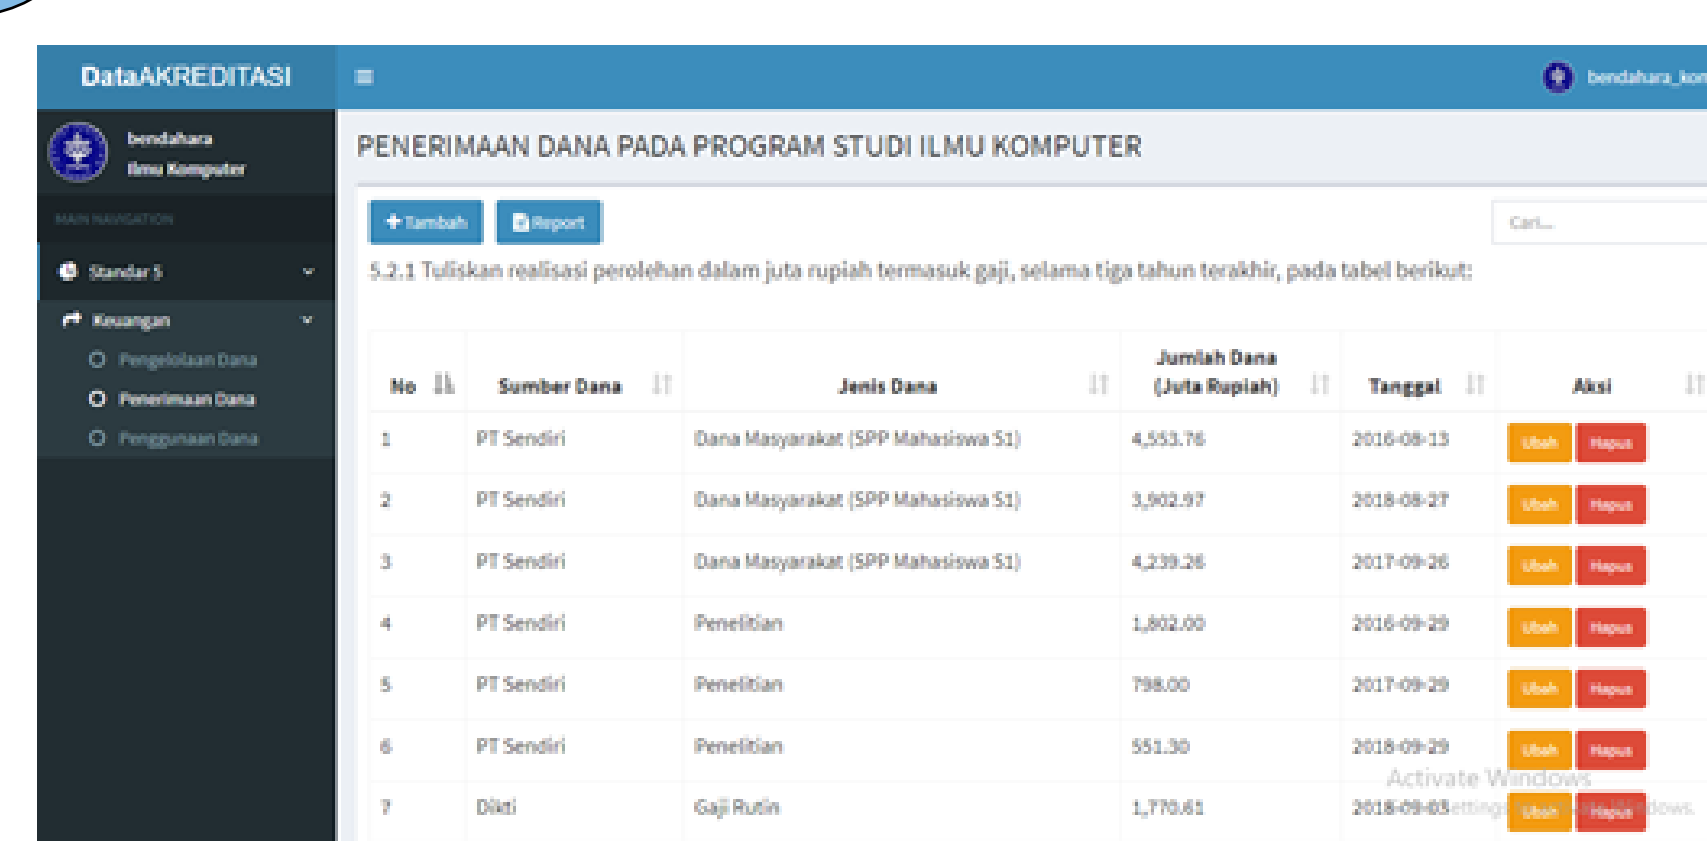 DataAKREDITASI
bendahara_kom
bendahara
Ilmu Komputer
MAIN NAVIGATION
Standar 5
Keuangan
Pengelolaan Dana
Penerimaan Dana
Penggunaan Dana
PENERIMAAN DANA PADA PROGRAM STUDI ILMU KOMPUTER
+Tambah Report Cari...
5.2.1 Tuliskan realisasi perolehan dalam juta rupiah termasuk gaji, selama tiga tahun terakhir, pada tabel berikut:
No Sumber Dana Jenis Dana Jumlah Dana (Juta Rupiah) Tanggal Aksi
1 PT Sendiri Dana Masyarakat (SPP Mahasiswa S1) 4,553.76 2016-08-13 Ubah Hapus
2 PT Sendiri Dana Masyarakat (SPP Mahasiswa S1) 3,902.97 2018-08-27 Ubah Hapus
3 PT Sendiri Dana Masyarakat (SPP Mahasiswa S1) 4,239.26 2017-09-26 Ubah Hapus
4 PT Sendiri Penelitian 1,802.00 2016-09-29 Ubah Hapus
5 PT Sendiri Penelitian 798.00 2017-09-29 Ubah Hapus
6 PT Sendiri Penelitian 551.30 2018-09-29 Ubah Hapus
7 Dikti Gaji Rutin 1,770.61 2018-09-03 Ubah Hapus
Activate Windows